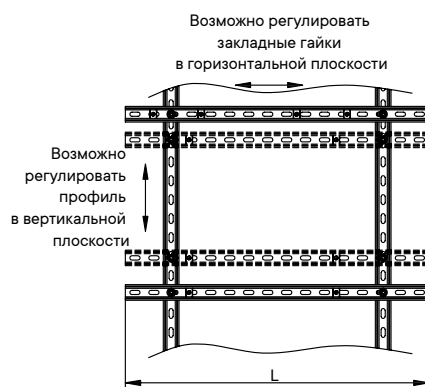 Возможно регулировать
закладные гайки
в горизонтальной плоскости
Возможно
регулировать
профиль
в вертикальной
плоскости
L